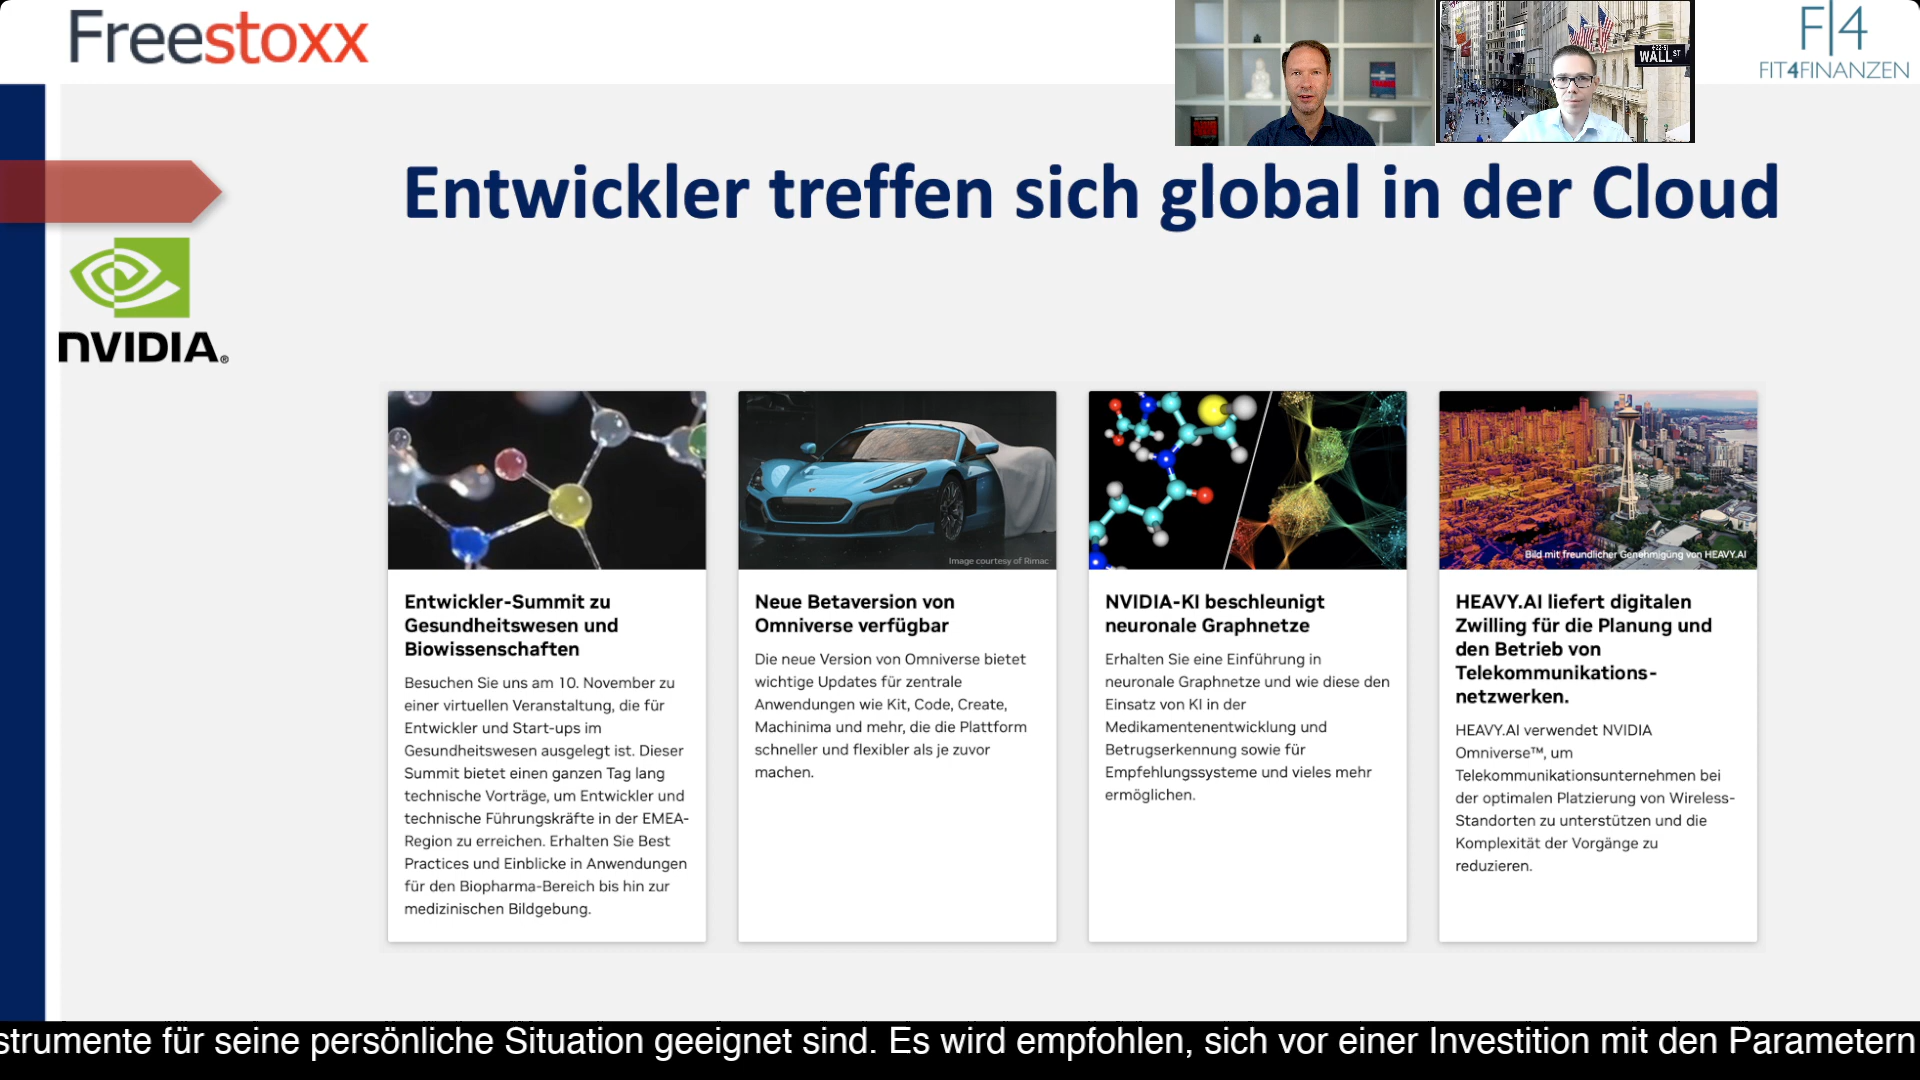 Freestoxx
WALL ST
F|4
FIT4FINANZEN
Entwickler treffen sich global in der Cloud
NVIDIA®
Entwickler-Summit zu
Gesundheitswesen und
Biowissenschaften
Besuchen Sie uns am 10. November zu
einer virtuellen Veranstaltung, die für
Entwickler und Start-ups im
Gesundheitswesen ausgelegt ist. Dieser
Summit bietet einen ganzen Tag lang
technische Vorträge, um Entwickler und
technische Führungskräfte in der EMEA-
Region zu erreichen. Erhalten Sie Best
Practices und Einblicke in Anwendungen
für den Biopharma-Bereich bis hin zur
medizinischen Bildgebung.
Image courtesy of Rimac
Neue Betaversion von
Omniverse verfügbar
Die neue Version von Omniverse bietet
wichtige Updates für zentrale
Anwendungen wie Kit, Code, Create,
Machinima und mehr, die die Plattform
schneller und flexibler als je zuvor
machen.
NVIDIA-KI beschleunigt
neuronale Graphnetze
Erhalten Sie eine Einführung in
neuronale Graphnetze und wie diese den
Einsatz von KI in der
Medikamentenentwicklung und
Betrugserkennung sowie für
Empfehlungssysteme und vieles mehr
ermöglichen.
Bild mit freundlicher Genehmigung von HEAVY.AI
HEAVY.AI liefert digitalen
Zwilling für die Planung und
den Betrieb von
Telekommunikations-
netzwerken.
HEAVY.AI verwendet NVIDIA
Omniverse™, um
Telekommunikationsunternehmen bei
der optimalen Platzierung von Wireless-
Standorten zu unterstützen und die
Komplexität der Vorgänge zu
reduzieren.
strumente für seine persönliche Situation geeignet sind. Es wird empfohlen, sich vor einer Investition mit den Parametern